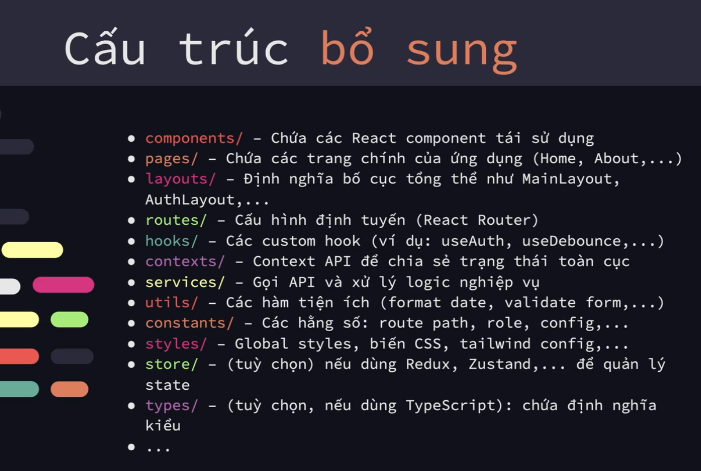 Cấu trúc bổ sung
● components/ – Chứa các React component tái sử dụng
● pages/ – Chứa các trang chính của ứng dụng (Home, About,...)
● layouts/ – Định nghĩa bố cục tổng thể như MainLayout,
AuthLayout,...
● routes/ – Cấu hình định tuyến (React Router)
● hooks/ – Các custom hook (ví dụ: useAuth, useDebounce,...)
● contexts/ – Context API để chia sẻ trạng thái toàn cục
● services/ – Gọi API và xử lý logic nghiệp vụ
● utils/ – Các hàm tiện ích (format date, validate form,...)
● constants/ – Các hằng số: route path, role, config,...
● styles/ – Global styles, biến CSS, tailwind config,...
● store/ – (tuỳ chọn) nếu dùng Redux, Zustand,... để quản lý
state
● types/ – (tuỳ chọn, nếu dùng TypeScript): chứa định nghĩa
kiểu
● ...